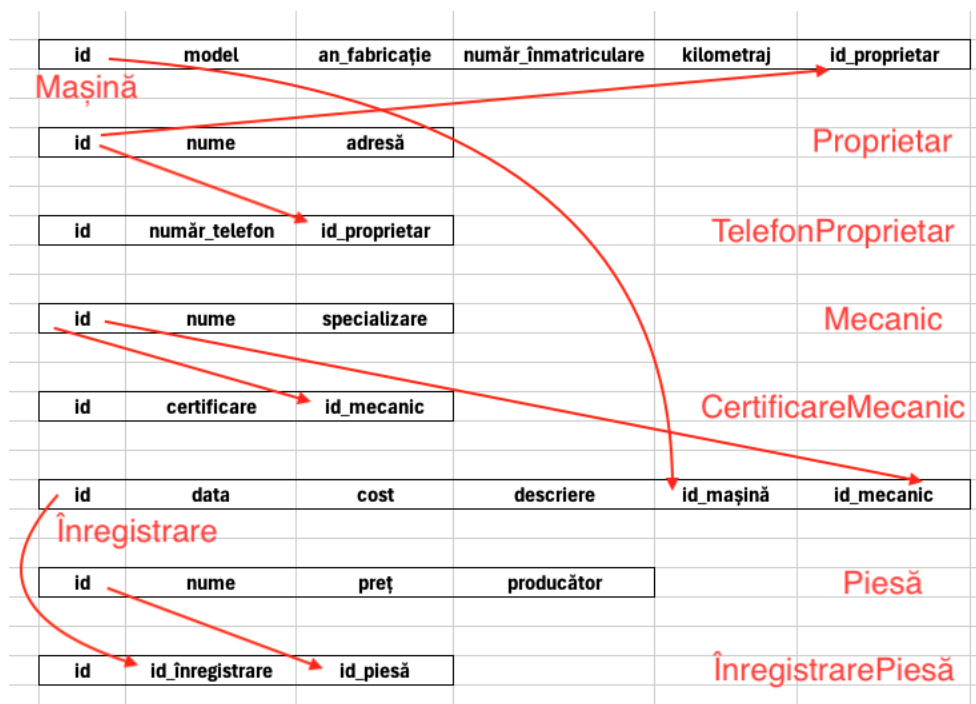 id model an_fabricație număr_înmatriculare kilometraj id_proprietar
Mașină
id nume adresă Proprietar
id număr_telefon id_proprietar TelefonProprietar
id nume specializare Mecanic
id certificare id_mecanic CertificareMecanic
id data cost descriere id_mașină id_mecanic
Înregistrare
id nume preț producător Piesă
id id_înregistrare id_piesă ÎnregistrarePiesă